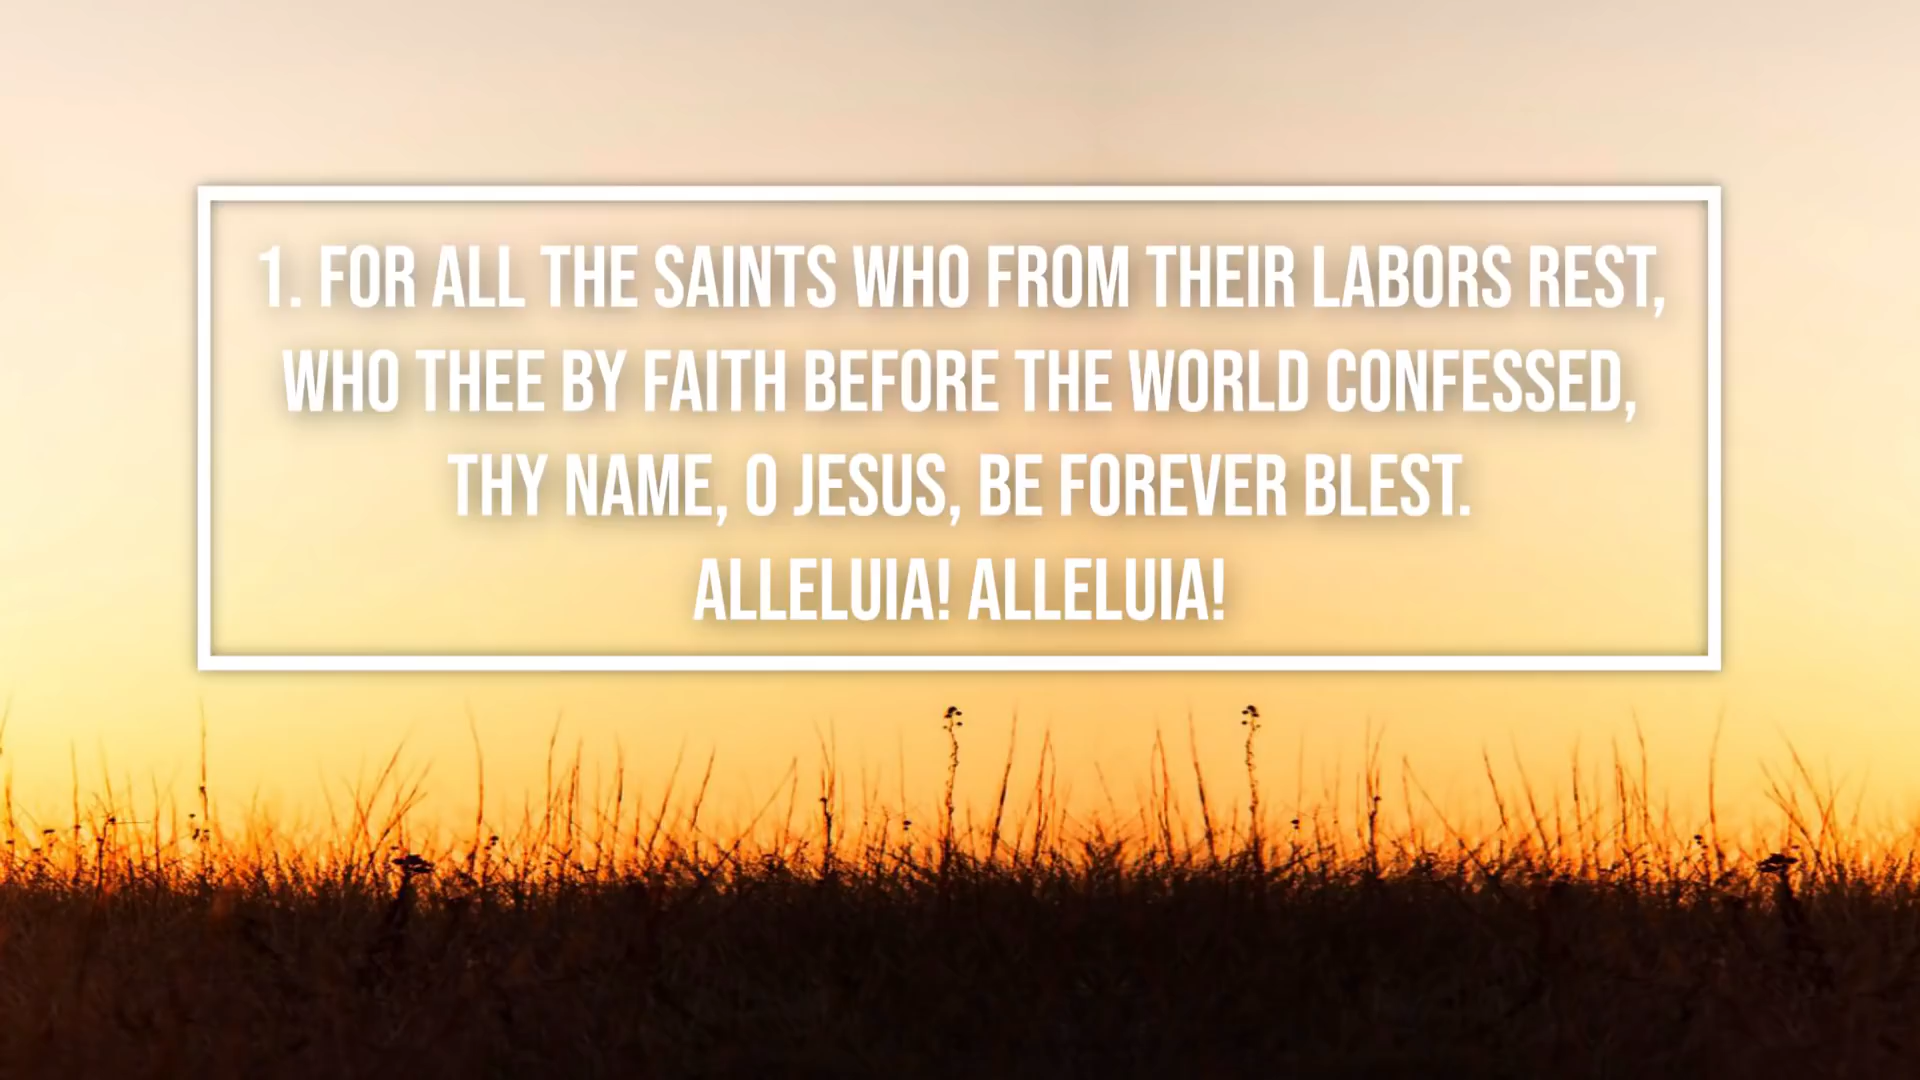 1. FOR ALL THE SAINTS WHO FROM THEIR LABORS REST,
WHO THEE BY FAITH BEFORE THE WORLD CONFESSED,
THY NAME, O JESUS, BE FOREVER BLEST.
ALLELUIA! ALLELUIA!